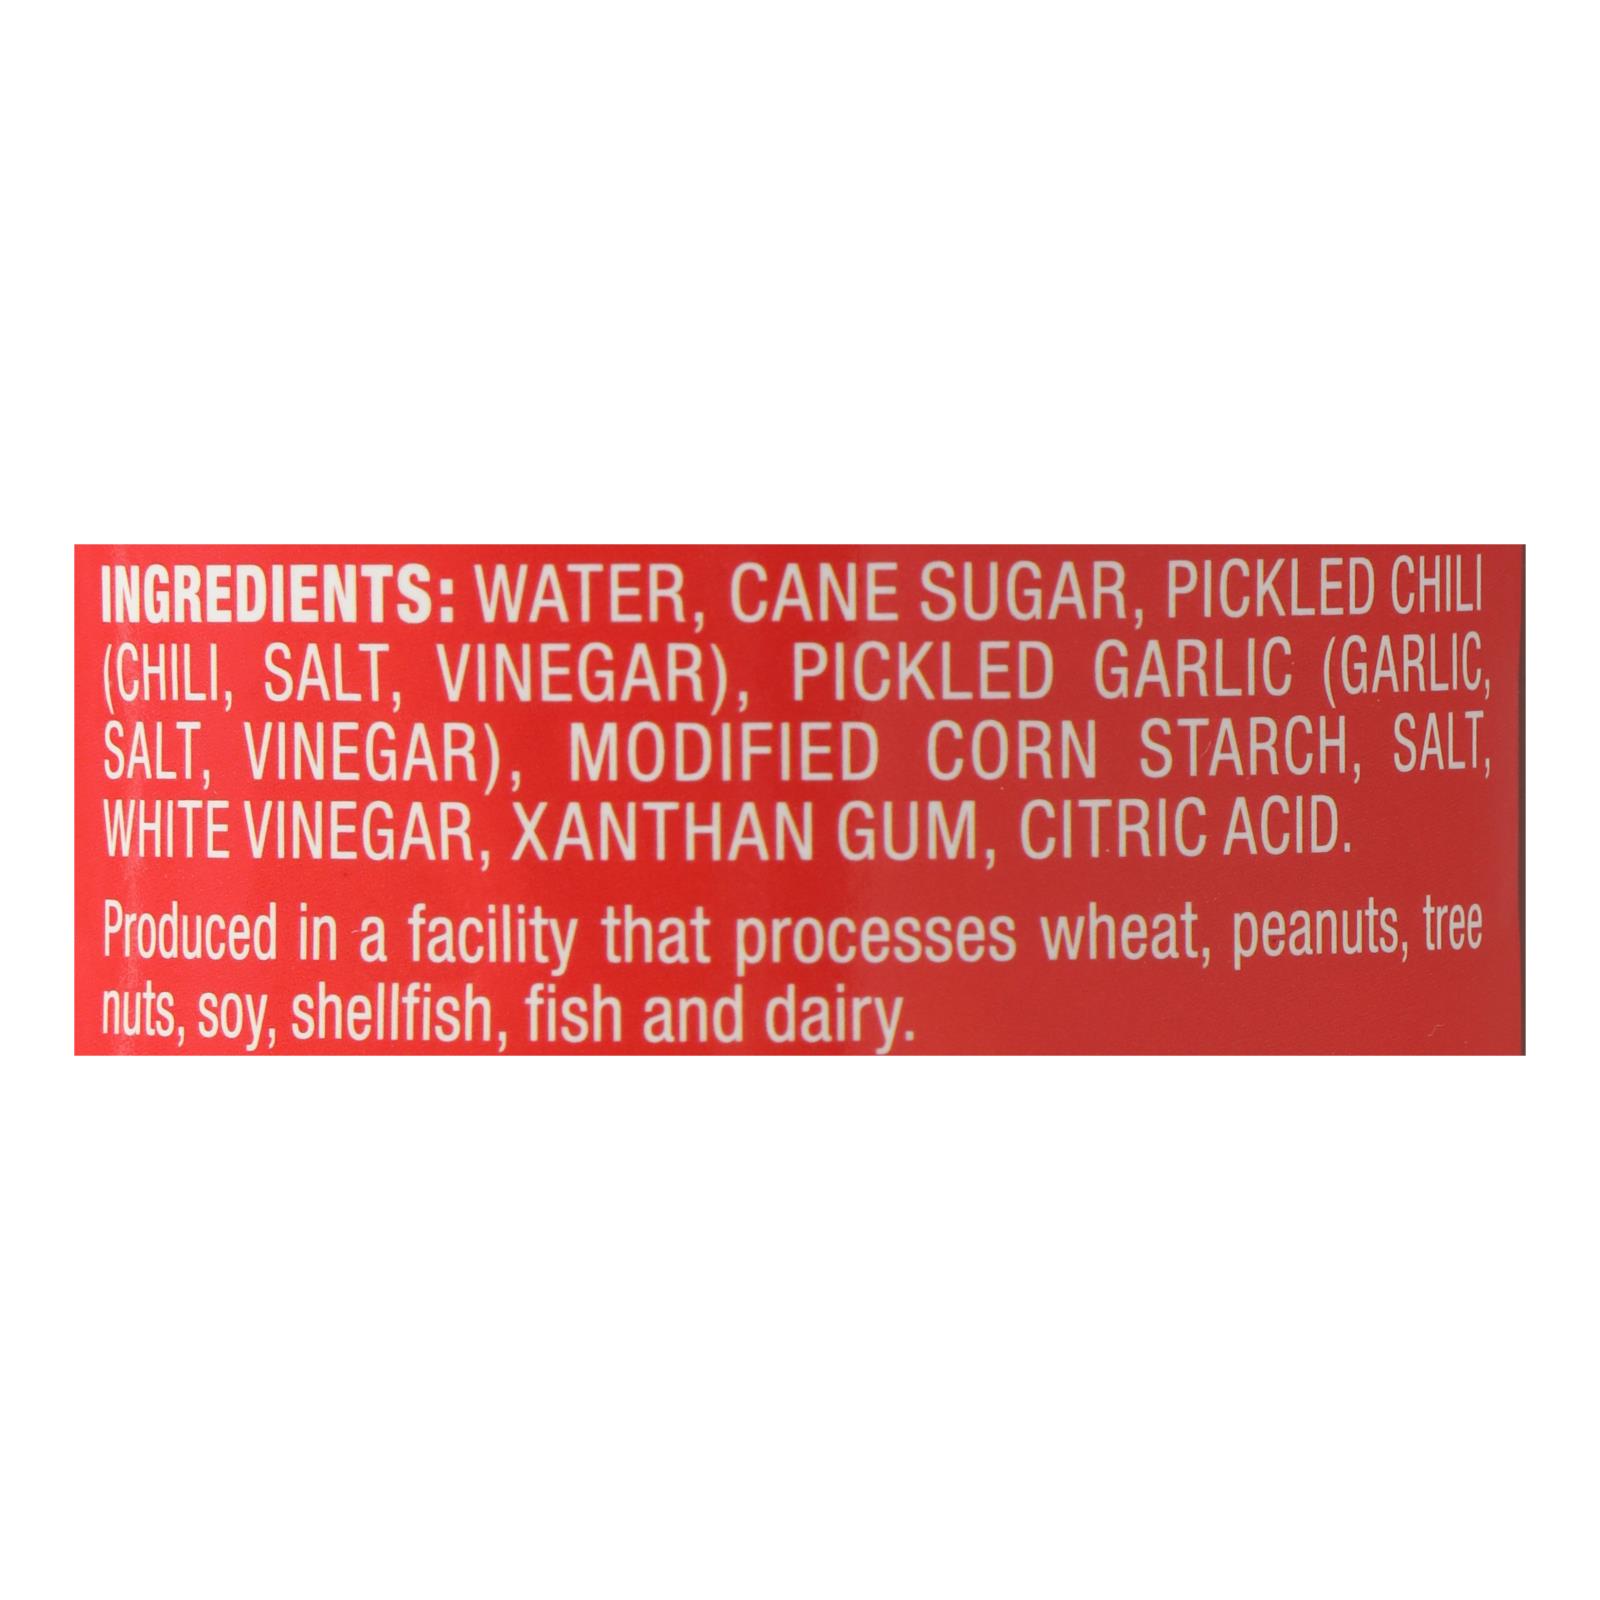 INGREDIENTS: WATER, CANE SUGAR, PICKLED CHILI
(CHILI, SALT, VINEGAR), PICKLED GARLIC (GARLIC,
SALT, VINEGAR), MODIFIED CORN STARCH, SALT,
WHITE VINEGAR, XANTHAN GUM, CITRIC ACID.
Produced in a facility that processes wheat, peanuts, tree
nuts, soy, shellfish, fish and dairy.